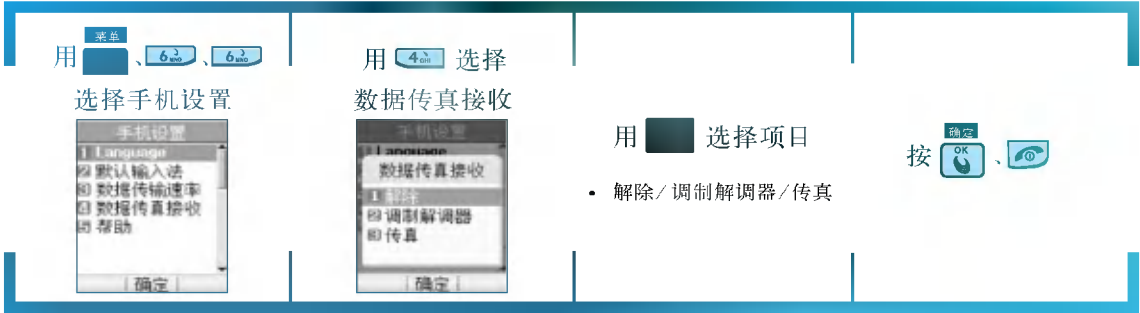 菜单
用 、6 MNO、6 MNO
选择手机设置
手机设置
1 Language
2 默认输入法
3 数据传输速率
4 数据传真接收
5 帮助
确定
用 4 GHI 选择
数据传真接收
手机设置
1 Language
数据传真接收
1 解除
2 调制解调器
3 传真
确定
用 选择项目
• 解除/调制解调器/传真
确定
按 OK 、